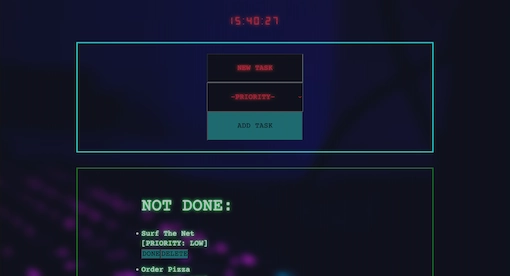 15:40:27
NEW TASK
-PRIORITY-
ADD TASK
NOT DONE:
• Surf The Net
[PRIORITY: LOW]
DONE DELETE
• Order Pizza